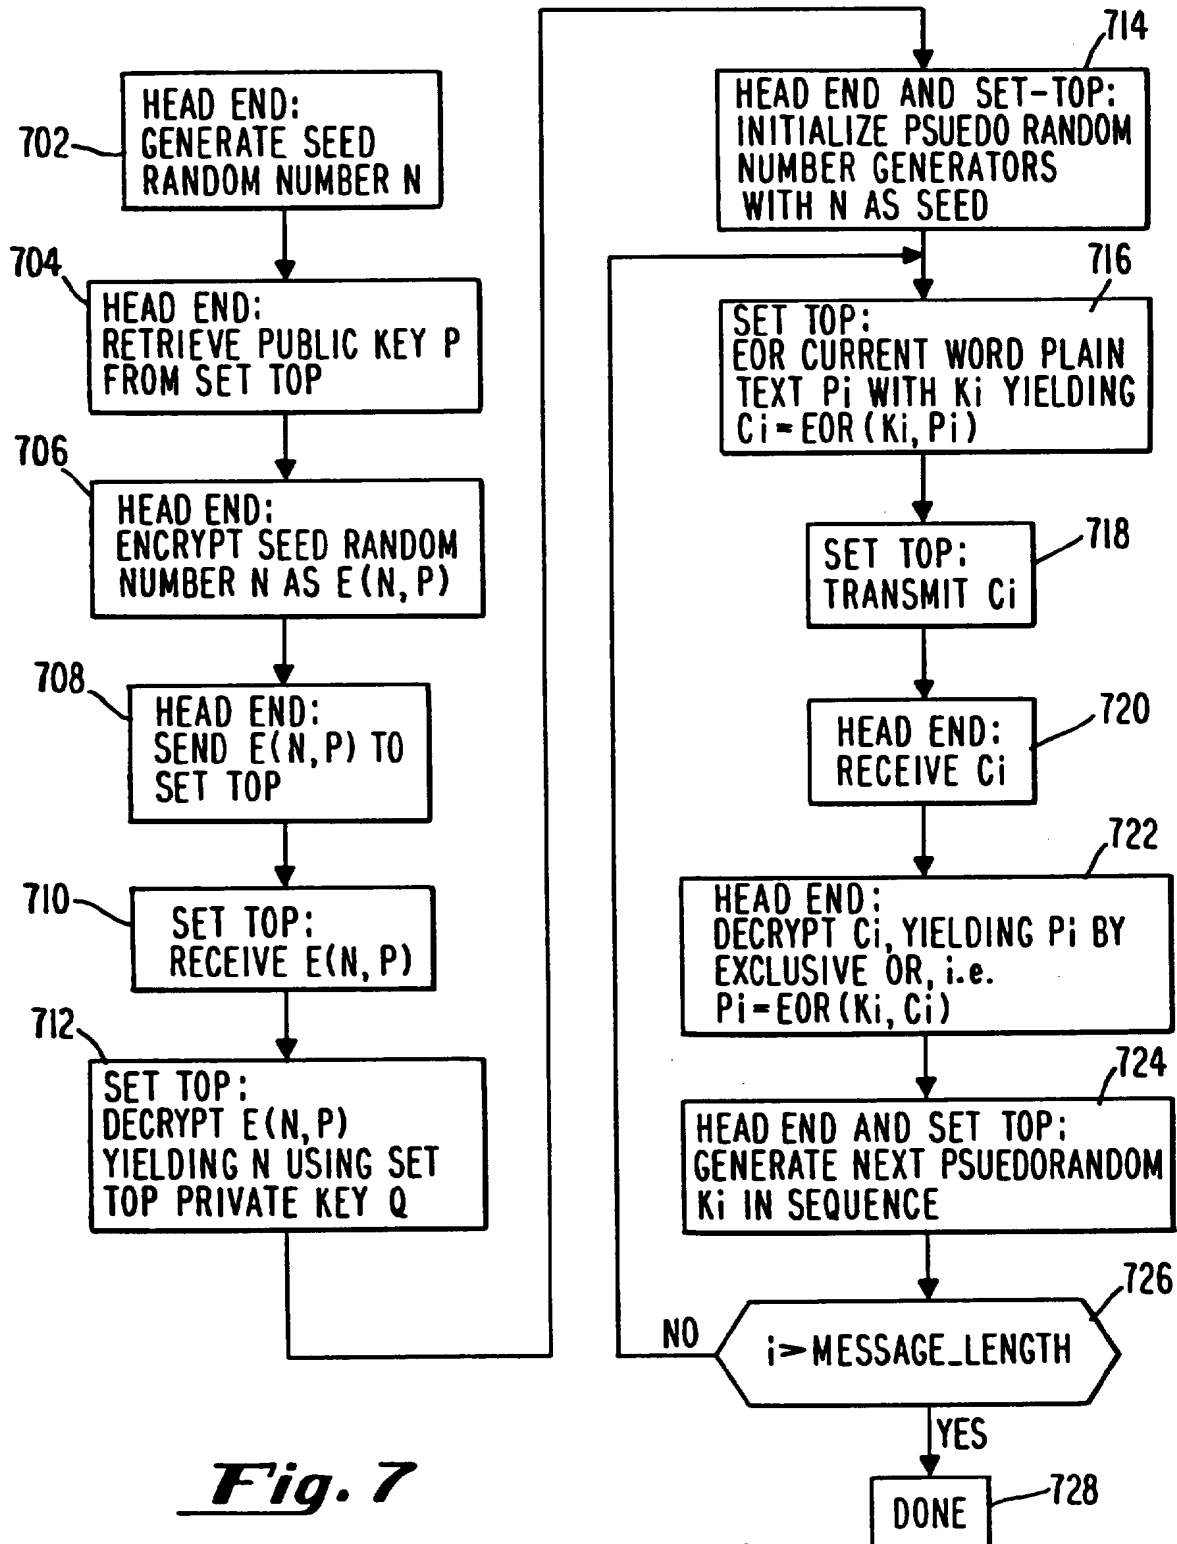 702
HEAD END:
GENERATE SEED
RANDOM NUMBER N
704
HEAD END:
RETRIEVE PUBLIC KEY P
FROM SET TOP
706
HEAD END:
ENCRYPT SEED RANDOM
NUMBER N AS E(N,P)
708
HEAD END:
SEND E(N,P) TO
SET TOP
710
SET TOP:
RECEIVE E(N,P)
712
SET TOP:
DECRYPT E(N,P)
YIELDING N USING SET
TOP PRIVATE KEY Q
714
HEAD END AND SET-TOP:
INITIALIZE PSUEDO RANDOM
NUMBER GENERATORS
WITH N AS SEED
716
SET TOP:
EOR CURRENT WORD PLAIN
TEXT Pi WITH Ki YIELDING
Ci=EOR(Ki,Pi)
718
SET TOP:
TRANSMIT Ci
720
HEAD END:
RECEIVE Ci
722
HEAD END:
DECRYPT Ci, YIELDING Pi BY
EXCLUSIVE OR, i.e.
Pi=EOR(Ki,Ci)
724
HEAD END AND SET TOP:
GENERATE NEXT PSUEDORANDOM
Ki IN SEQUENCE
726
i>MESSAGE_LENGTH
NO
YES
728
DONE
Fig. 7